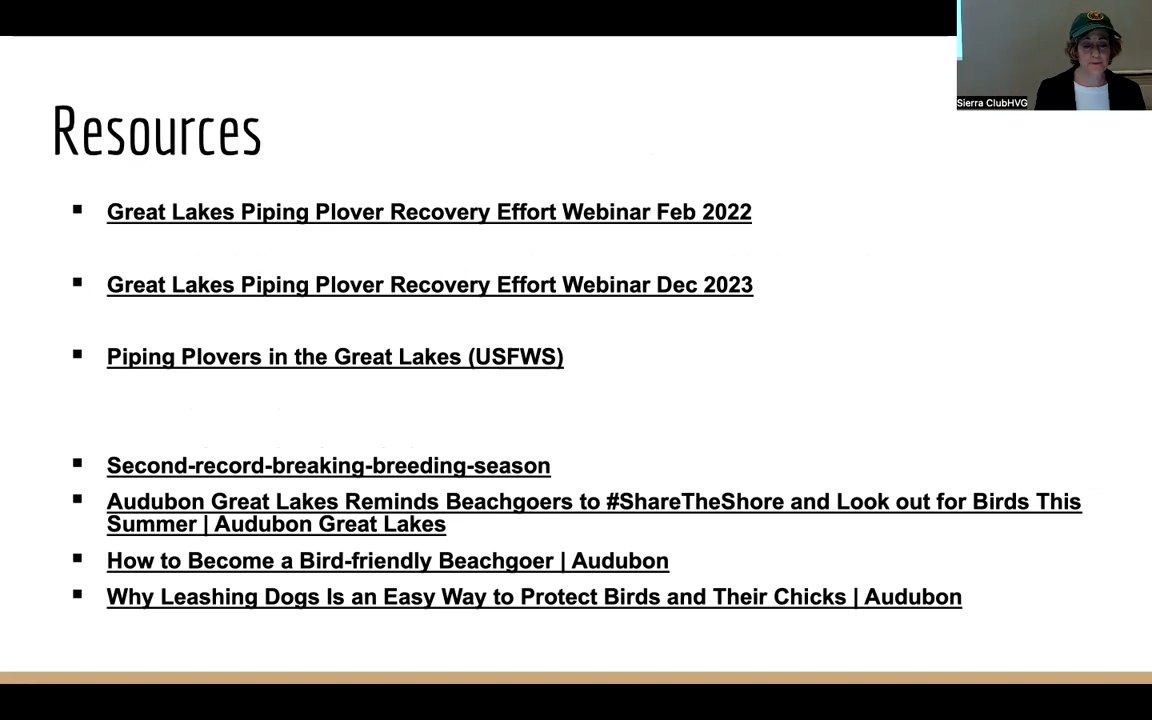 Sierra ClubHVG
Resources
Great Lakes Piping Plover Recovery Effort Webinar Feb 2022
Great Lakes Piping Plover Recovery Effort Webinar Dec 2023
Piping Plovers in the Great Lakes (USFWS)
Second-record-breaking-breeding-season
Audubon Great Lakes Reminds Beachgoers to #ShareTheShore and Look out for Birds This
Summer | Audubon Great Lakes
How to Become a Bird-friendly Beachgoer | Audubon
Why Leashing Dogs Is an Easy Way to Protect Birds and Their Chicks | Audubon